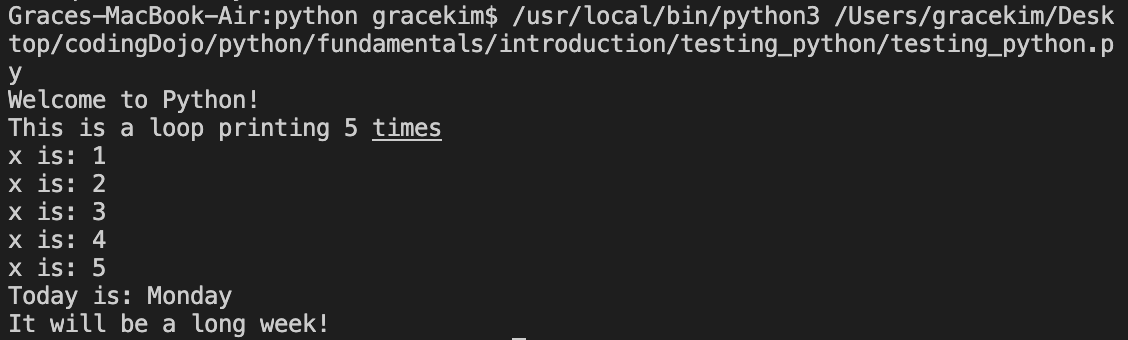 Graces-MacBook-Air:python gracekim$ /usr/local/bin/python3 /Users/gracekim/Desk
top/codingDojo/python/fundamentals/introduction/testing_python/testing_python.p
y
Welcome to Python!
This is a loop printing 5 times
x is: 1
x is: 2
x is: 3
x is: 4
x is: 5
Today is: Monday
It will be a long week!